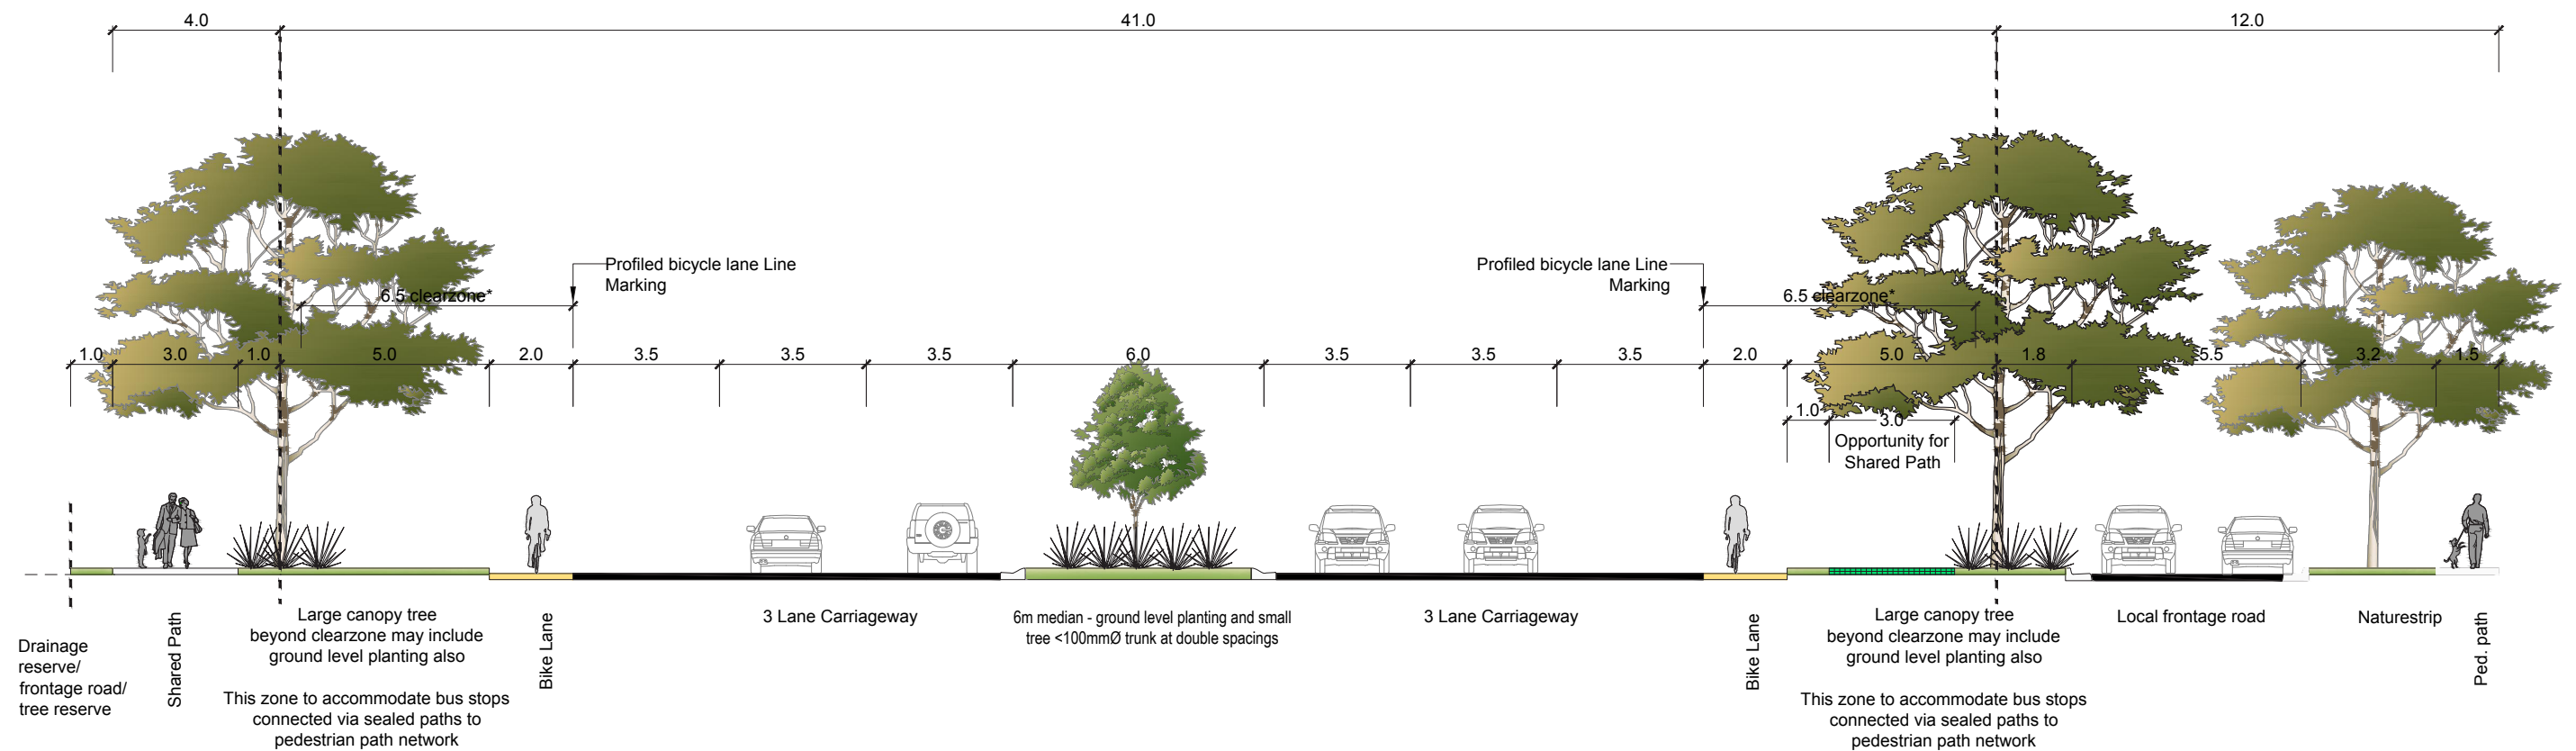 4.0
41.0
12.0
Profiled bicycle lane Line
Marking
6.5 clearzone*
Profiled bicycle lane Line
Marking
6.5 clearzone*
1.0
3.0
1.0
5.0
2.0
3.5
3.5
3.5
6.0
3.5
3.5
3.5
2.0
5.0
1.8
5.5
3.2
1.5
1.0
3.0
Opportunity for
Shared Path
Drainage
reserve/
frontage road/
tree reserve
Shared Path
Large canopy tree
beyond clearzone may include
ground level planting also
This zone to accommodate bus stops
connected via sealed paths to
pedestrian path network
Bike Lane
3 Lane Carriageway
6m median - ground level planting and small
tree <100mmØ trunk at double spacings
3 Lane Carriageway
Bike Lane
Large canopy tree
beyond clearzone may include
ground level planting also
This zone to accommodate bus stops
connected via sealed paths to
pedestrian path network
Local frontage road
Naturestrip
Ped. path